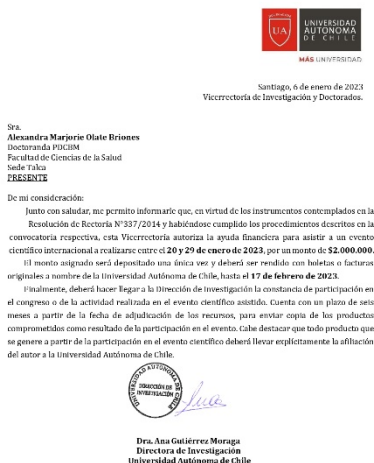 UA
UNIVERSIDAD
AUTÓNOMA
DE CHILE
MÁS UNIVERSIDAD
Santiago, 6 de enero de 2023
Vicerrectoría de Investigación y Doctorados.
Sra.
Alexandra Marjorie Olate Briones
Doctoranda PDCBM
Facultad de Ciencias de la Salud
Sede Talca
PRESENTE
De mi consideración:
Junto con saludar, me permito informarle que, en virtud de los instrumentos contemplados en la
Resolución de Rectoría N°337/2014 y habiéndose cumplido los procedimientos descritos en la
convocatoria respectiva, esta Vicerrectoría autoriza la ayuda financiera para asistir a un evento
científico internacional a realizarse entre el 20 y 29 de enero de 2023, por un monto de $2.000.000.
El monto asignado será depositado una única vez y deberá ser rendido con boletas o facturas
originales a nombre de la Universidad Autónoma de Chile, hasta el 17 de febrero de 2023.
Finalmente, deberá hacer llegar a la Dirección de Investigación la constancia de participación en
el congreso o de la actividad realizada en el evento científico asistido. Cuenta con un plazo de seis
meses a partir de la fecha de adjudicación de los recursos, para enviar copia de los productos
comprometidos como resultado de la participación en el evento. Cabe destacar que todo producto que
se genere a partir de la participación en el evento científico deberá llevar explícitamente la afiliación
del autor a la Universidad Autónoma de Chile.
UNIVERSIDAD AUTÓNOMA DE CHILE
DIRECCIÓN DE
INVESTIGACIÓN
Dra. Ana Gutiérrez Moraga
Directora de Investigación
Universidad Autónoma de Chile